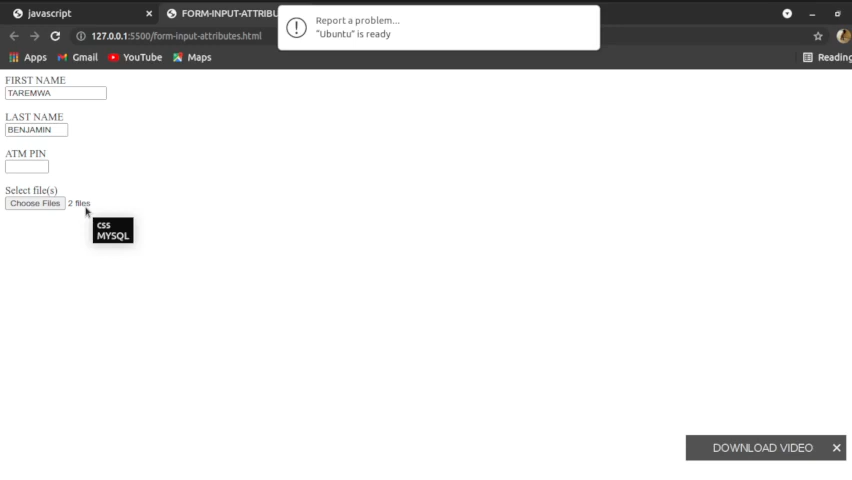 javascript
FORM-INPUT-ATTRIBU
Report a problem...
"Ubuntu" is ready
127.0.0.1:5500/form-input-attributes.html
Apps
Gmail
YouTube
Maps
Reading
FIRST NAME
TAREMWA
LAST NAME
BENJAMIN
ATM PIN
Select file(s)
Choose Files 2 files
css
MYSQL
DOWNLOAD VIDEO